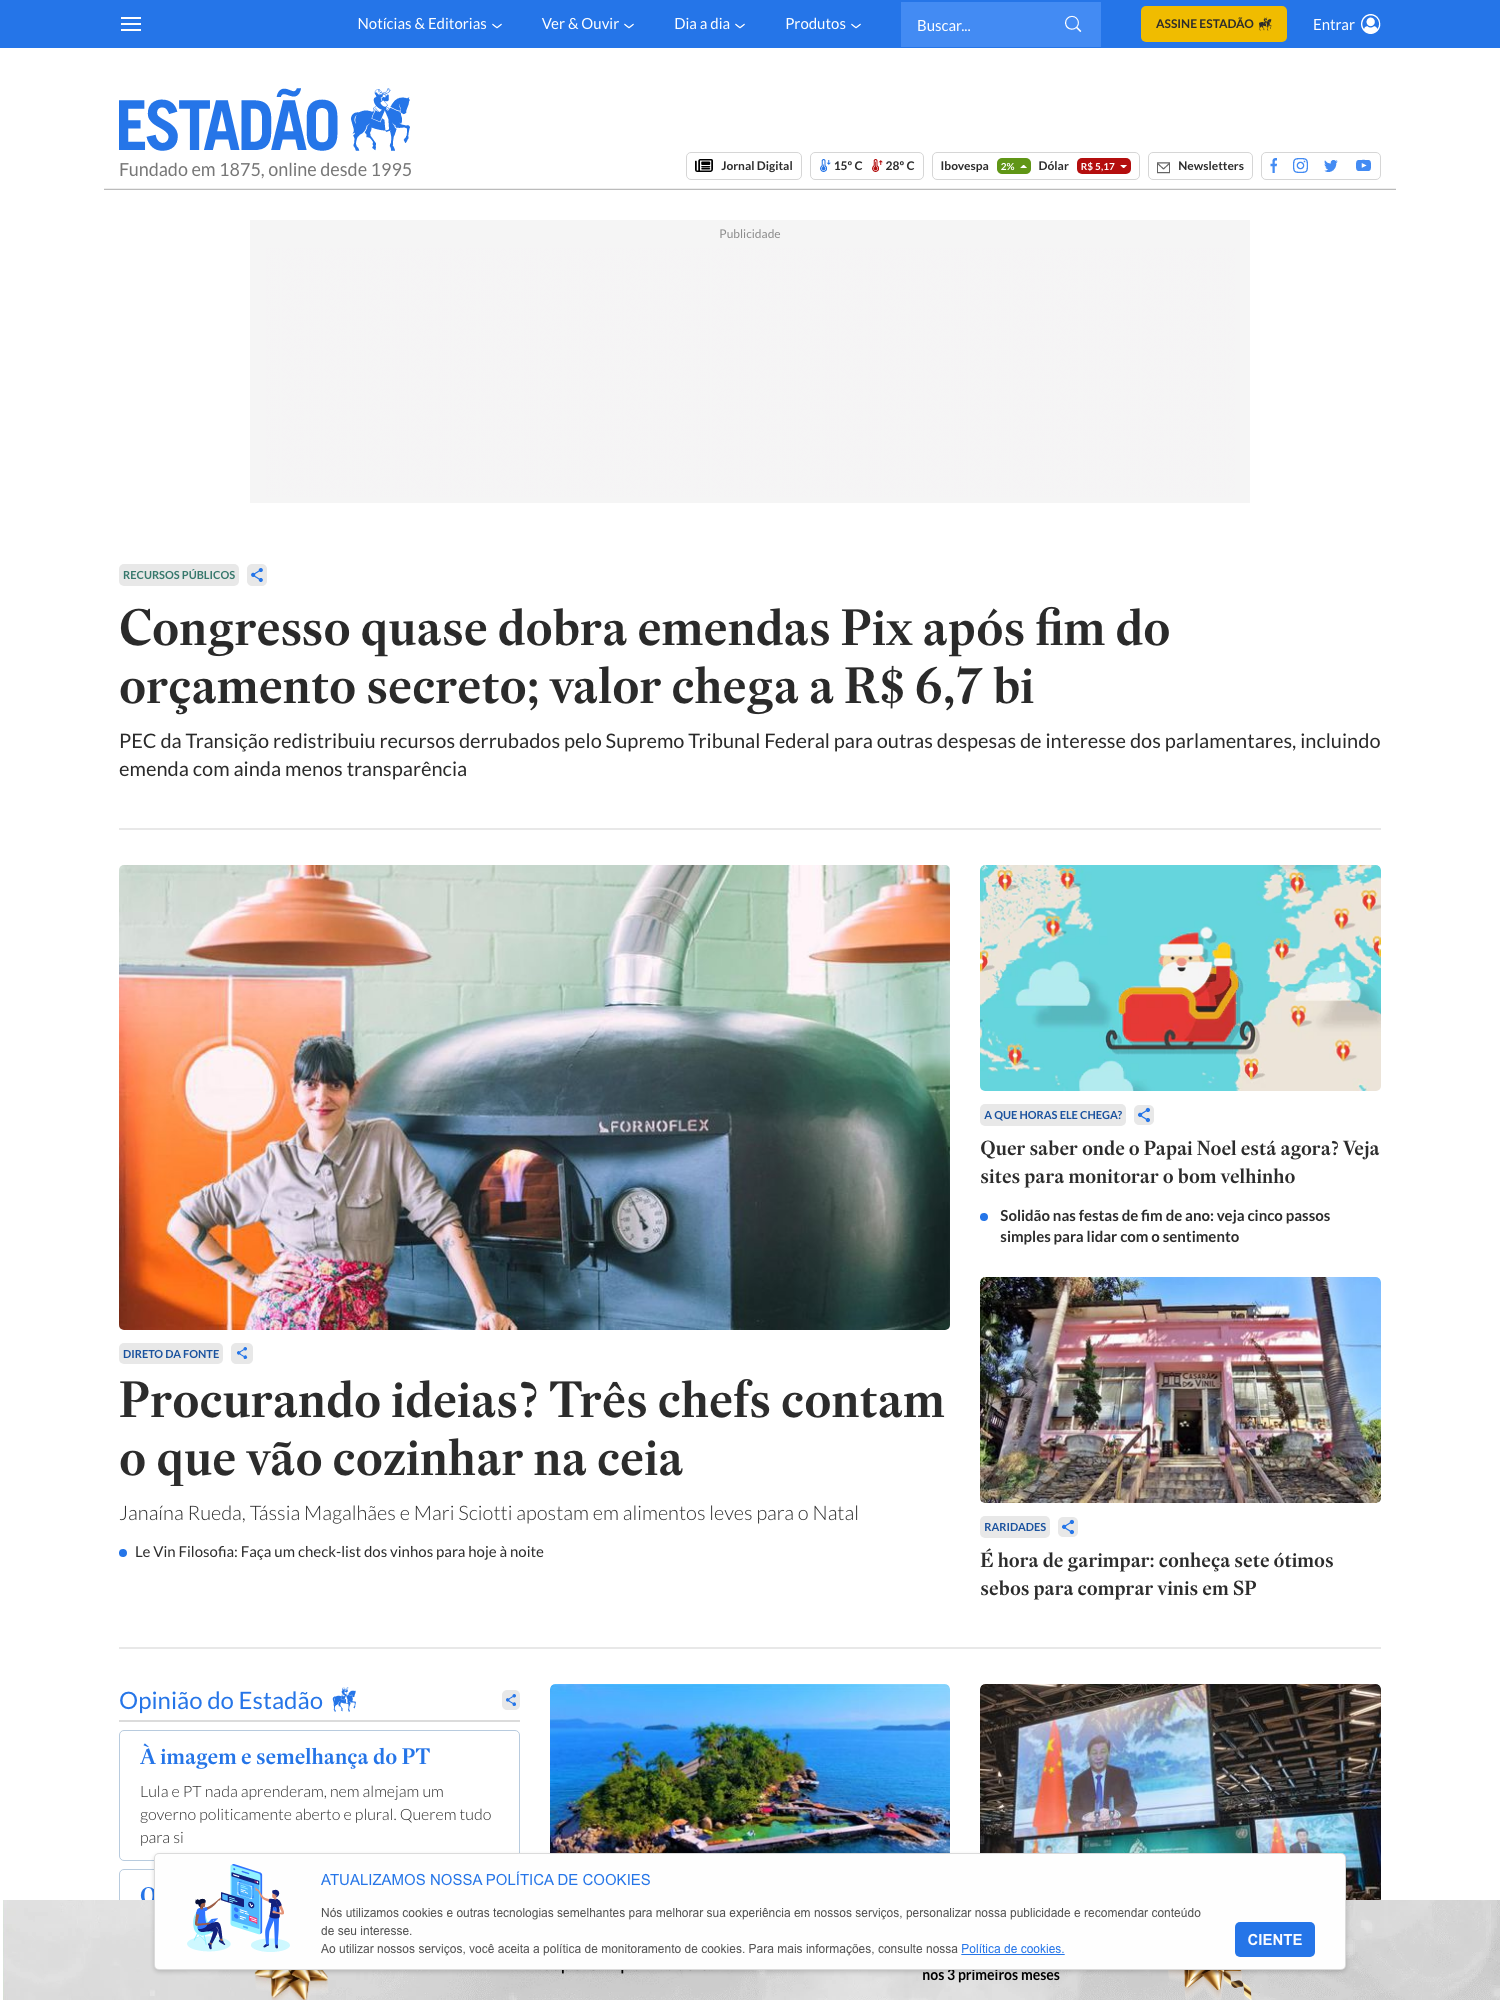 Notícias & Editorias
Ver & Ouvir
Dia a dia
Produtos
Buscar...
ASSINE ESTADÃO
Entrar
ESTADÃO
Fundado em 1875, online desde 1995
Jornal Digital
15º C 28º C
Ibovespa 2% Dólar R$ 5,17
Newsletters
Publicidade
RECURSOS PÚBLICOS
Congresso quase dobra emendas Pix após fim do
orçamento secreto; valor chega a R$ 6,7 bi
PEC da Transição redistribuiu recursos derrubados pelo Supremo Tribunal Federal para outras despesas de interesse dos parlamentares, incluindo
emenda com ainda menos transparência
FORNOFLEX
DIRETO DA FONTE
Procurando ideias? Três chefs contam
o que vão cozinhar na ceia
Janaína Rueda, Tássia Magalhães e Mari Sciotti apostam em alimentos leves para o Natal
Le Vin Filosofia: Faça um check-list dos vinhos para hoje à noite
A QUE HORAS ELE CHEGA?
Quer saber onde o Papai Noel está agora? Veja
sites para monitorar o bom velhinho
Solidão nas festas de fim de ano: veja cinco passos
simples para lidar com o sentimento
CASARÃO
DO VINIL
RARIDADES
É hora de garimpar: conheça sete ótimos
sebos para comprar vinis em SP
Opinião do Estadão
À imagem e semelhança do PT
Lula e PT nada aprenderam, nem almejam um
governo politicamente aberto e plural. Querem tudo
para si
ATUALIZAMOS NOSSA POLÍTICA DE COOKIES
Nós utilizamos cookies e outras tecnologias semelhantes para melhorar sua experiência em nossos serviços, personalizar nossa publicidade e recomendar conteúdo
de seu interesse.
Ao utilizar nossos serviços, você aceita a política de monitoramento de cookies. Para mais informações, consulte nossa Política de cookies.
CIENTE
nos 3 primeiros meses